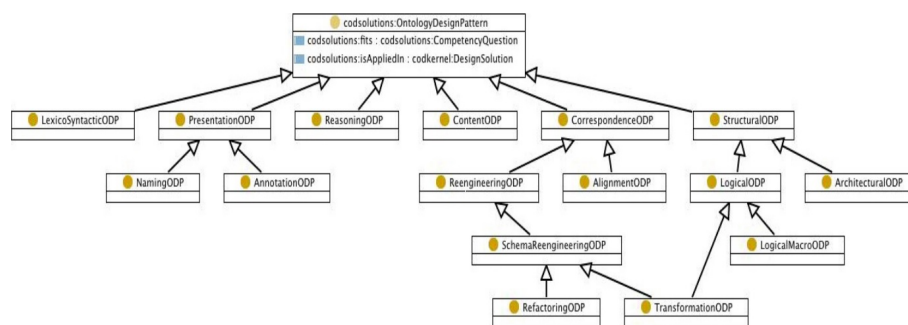 codsolutions:OntologyDesignPattern
codsolutions:fits : codsolutions:CompetencyQuestion
codsolutions:isAppliedIn : codkernel:DesignSolution
LexicoSyntacticODP
PresentationODP
ReasoningODP
ContentODP
CorrespondenceODP
StructuralODP
NamingODP
AnnotationODP
ReengineeringODP
AlignmentODP
LogicalODP
ArchitecturalODP
SchemaReengineeringODP
LogicalMacroODP
RefactoringODP
TransformationODP